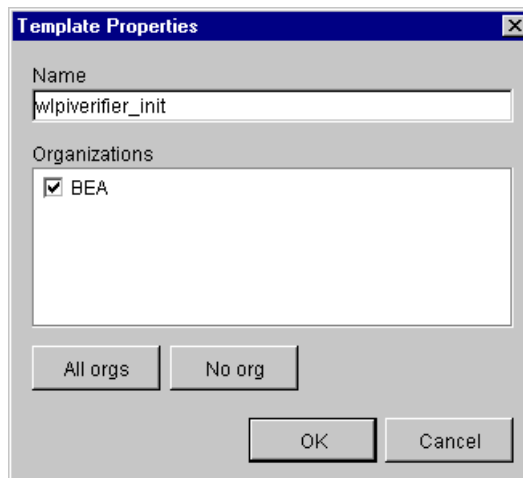 Template Properties
Name
wlpiverifier_init
Organizations
BEA
All orgs
No org
OK
Cancel